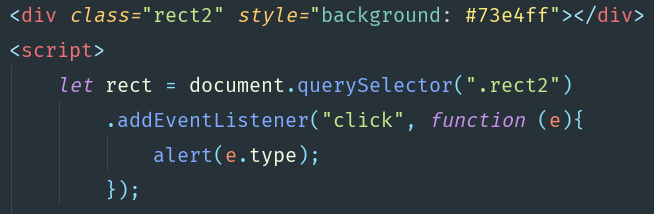 <div class="rect2" style="background: #73e4ff"></div>
<script>
let rect = document.querySelector(".rect2")
.addEventListener("click", function (e){
alert(e.type);
});